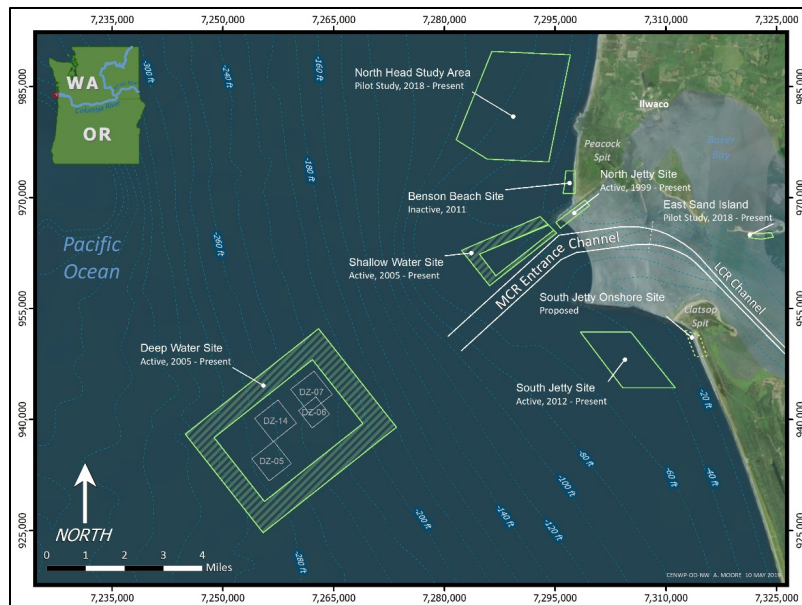 7,235,000
7,250,000
7,265,000
7,280,000
7,295,000
7,310,000
7,325,000
985,000
970,000
955,000
940,000
925,000
WA
OR
Columbia River
-300 ft
-240 ft
-160 ft
-180 ft
-220 ft
-260 ft
North Head Study Area
Pilot Study, 2018 - Present
Ilwaco
Baker
Bay
Peacock
Spit
North Jetty Site
Active, 1999 - Present
Benson Beach Site
Inactive, 2011
East Sand Island
Pilot Study, 2018 - Present
Pacific
Ocean
Shallow Water Site
Active, 2005 - Present
MCR Entrance Channel
LCR Channel
South Jetty Onshore Site
Proposed
Clatsop
Spit
Deep Water Site
Active, 2005 - Present
South Jetty Site
Active, 2012 - Present
DZ-07
DZ-06
DZ-14
DZ-05
-20 ft
-40 ft
-60 ft
-80 ft
-100 ft
-120 ft
-140 ft
-200 ft
-280 ft
NORTH
0 1 2 3 4
Miles
985,000
970,000
955,000
940,000
925,000
7,235,000
7,250,000
7,265,000
7,280,000
7,295,000
7,310,000
7,325,000